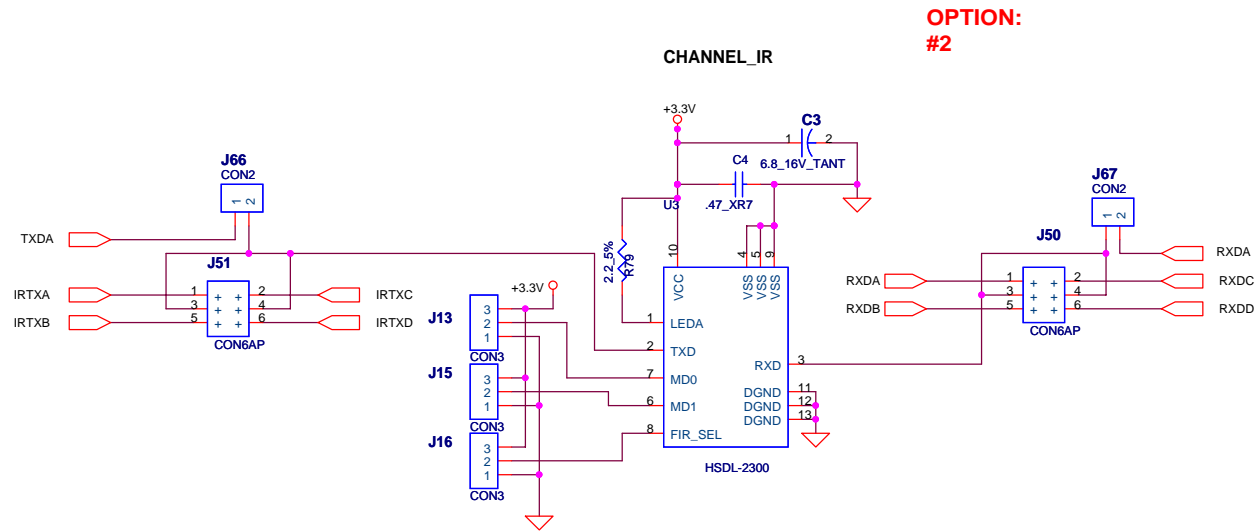 OPTION:
#2
CHANNEL_IR
+3.3V
C3
1 2
6.8_16V_TANT
C4
.47_XR7
U3
J66
CON2
1 2
TXDA
J51
IRTXA 1 + + 2 IRTXC
3 + + 4
IRTXB 5 + + 6 IRTXD
CON6AP
2.2_5%
R79
+3.3V
J13
3
2
1
CON3
J15
3
2
1
CON3
J16
3
2
1
CON3
10 4 5 9
VCC VSS VSS VSS
1 LEDA
2 TXD
RXD 3
7 MD0
DGND 11
6 MD1
DGND 12
DGND 13
8 FIR_SEL
HSDL-2300
J67
CON2
1 2
J50
RXDA
RXDA 1 + + 2 RXDC
3 + + 4
RXDB 5 + + 6 RXDD
CON6AP